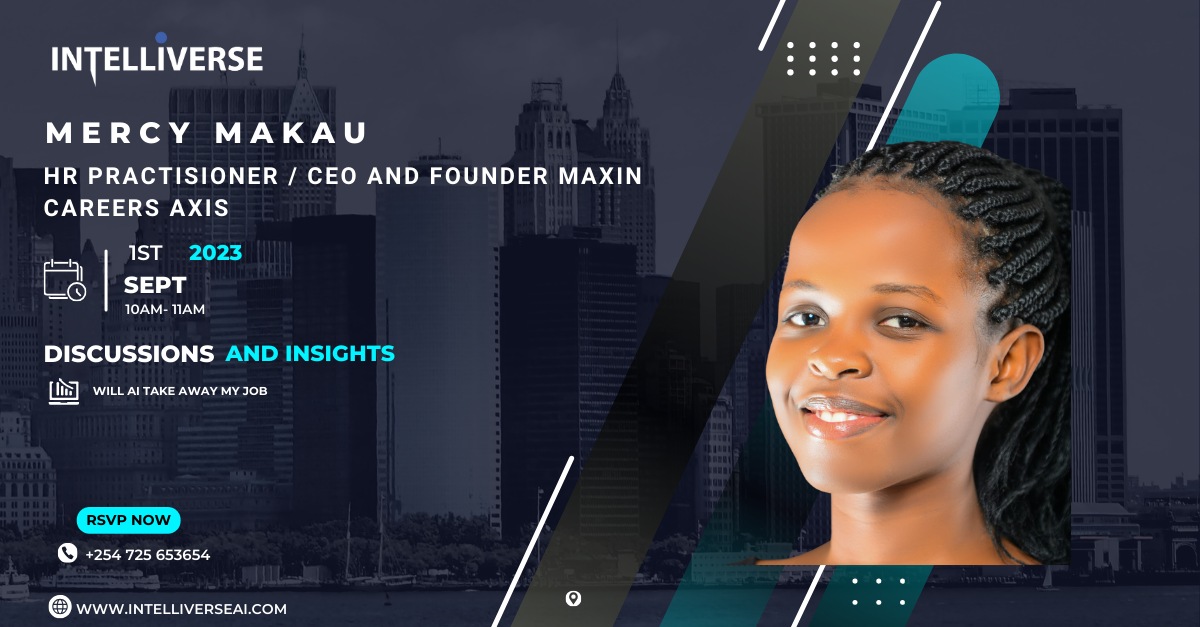 INTELLIVERSE
MERCY MAKAU
HR PRACTISIONER / CEO AND FOUNDER MAXIN
CAREERS AXIS
1ST 2023
SEPT
10AM- 11AM
DISCUSSIONS AND INSIGHTS
WILL AI TAKE AWAY MY JOB
RSVP NOW
+254 725 653654
WWW.INTELLIVERSEAI.COM